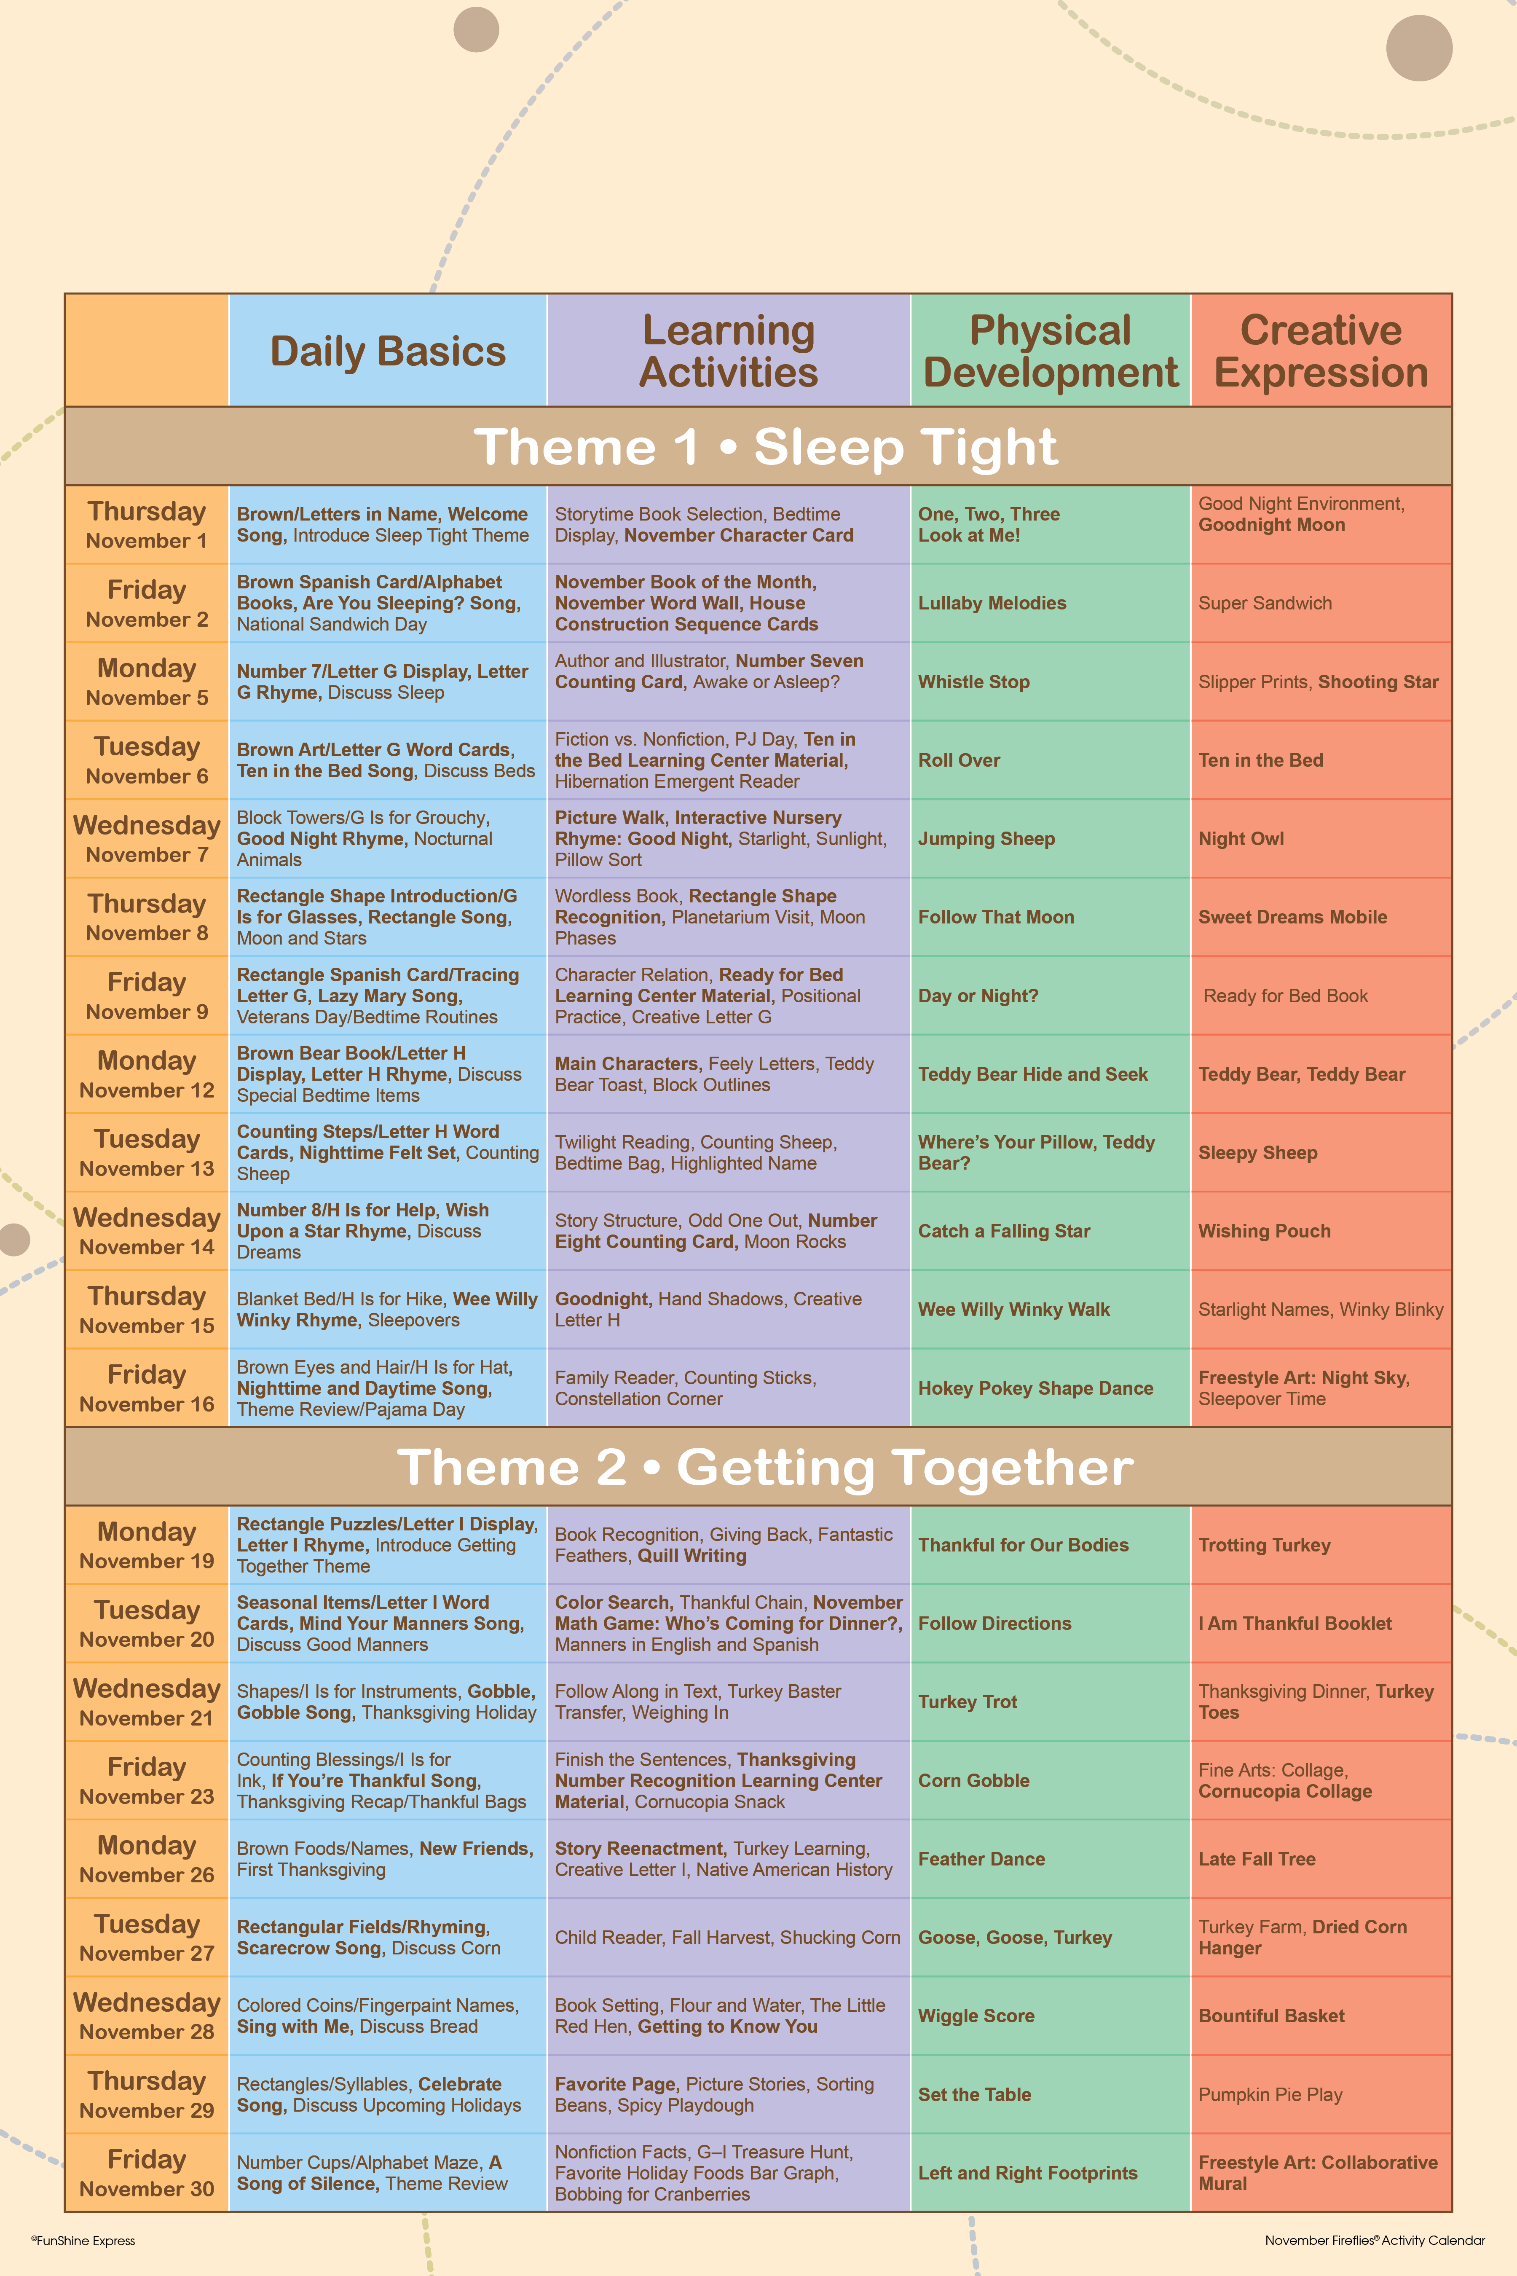 Daily Basics
Learning
Activities
Physical
Development
Creative
Expression
Theme 1 • Sleep Tight
Thursday
November 1
Brown/Letters in Name, Welcome
Song, Introduce Sleep Tight Theme
Storytime Book Selection, Bedtime
Display, November Character Card
One, Two, Three
Look at Me!
Good Night Environment,
Goodnight Moon
Friday
November 2
Brown Spanish Card/Alphabet
Books, Are You Sleeping? Song,
National Sandwich Day
November Book of the Month,
November Word Wall, House
Construction Sequence Cards
Lullaby Melodies
Super Sandwich
Monday
November 5
Number 7/Letter G Display, Letter
G Rhyme, Discuss Sleep
Author and Illustrator, Number Seven
Counting Card, Awake or Asleep?
Whistle Stop
Slipper Prints, Shooting Star
Tuesday
November 6
Brown Art/Letter G Word Cards,
Ten in the Bed Song, Discuss Beds
Fiction vs. Nonfiction, PJ Day, Ten in
the Bed Learning Center Material,
Hibernation Emergent Reader
Roll Over
Ten in the Bed
Wednesday
November 7
Block Towers/G Is for Grouchy,
Good Night Rhyme, Nocturnal
Animals
Picture Walk, Interactive Nursery
Rhyme: Good Night, Starlight, Sunlight,
Pillow Sort
Jumping Sheep
Night Owl
Thursday
November 8
Rectangle Shape Introduction/G
Is for Glasses, Rectangle Song,
Moon and Stars
Wordless Book, Rectangle Shape
Recognition, Planetarium Visit, Moon
Phases
Follow That Moon
Sweet Dreams Mobile
Friday
November 9
Rectangle Spanish Card/Tracing
Letter G, Lazy Mary Song,
Veterans Day/Bedtime Routines
Character Relation, Ready for Bed
Learning Center Material, Positional
Practice, Creative Letter G
Day or Night?
Ready for Bed Book
Monday
November 12
Brown Bear Book/Letter H
Display, Letter H Rhyme, Discuss
Special Bedtime Items
Main Characters, Feely Letters, Teddy
Bear Toast, Block Outlines
Teddy Bear Hide and Seek
Teddy Bear, Teddy Bear
Tuesday
November 13
Counting Steps/Letter H Word
Cards, Nighttime Felt Set, Counting
Sheep
Twilight Reading, Counting Sheep,
Bedtime Bag, Highlighted Name
Where's Your Pillow, Teddy
Bear?
Sleepy Sheep
Wednesday
November 14
Number 8/H Is for Help, Wish
Upon a Star Rhyme, Discuss
Dreams
Story Structure, Odd One Out, Number
Eight Counting Card, Moon Rocks
Catch a Falling Star
Wishing Pouch
Thursday
November 15
Blanket Bed/H Is for Hike, Wee Willy
Winky Rhyme, Sleepovers
Goodnight, Hand Shadows, Creative
Letter H
Wee Willy Winky Walk
Starlight Names, Winky Blinky
Friday
November 16
Brown Eyes and Hair/H Is for Hat,
Nighttime and Daytime Song,
Theme Review/Pajama Day
Family Reader, Counting Sticks,
Constellation Corner
Hokey Pokey Shape Dance
Freestyle Art: Night Sky,
Sleepover Time
Theme 2 • Getting Together
Monday
November 19
Rectangle Puzzles/Letter I Display,
Letter I Rhyme, Introduce Getting
Together Theme
Book Recognition, Giving Back, Fantastic
Feathers, Quill Writing
Thankful for Our Bodies
Trotting Turkey
Tuesday
November 20
Seasonal Items/Letter I Word
Cards, Mind Your Manners Song,
Discuss Good Manners
Color Search, Thankful Chain, November
Math Game: Who's Coming for Dinner?,
Manners in English and Spanish
Follow Directions
I Am Thankful Booklet
Wednesday
November 21
Shapes/I Is for Instruments, Gobble,
Gobble Song, Thanksgiving Holiday
Follow Along in Text, Turkey Baster
Transfer, Weighing In
Turkey Trot
Thanksgiving Dinner, Turkey
Toes
Friday
November 23
Counting Blessings/I Is for
Ink, If You're Thankful Song,
Thanksgiving Recap/Thankful Bags
Finish the Sentences, Thanksgiving
Number Recognition Learning Center
Material, Cornucopia Snack
Corn Gobble
Fine Arts: Collage,
Cornucopia Collage
Monday
November 26
Brown Foods/Names, New Friends,
First Thanksgiving
Story Reenactment, Turkey Learning,
Creative Letter I, Native American History
Feather Dance
Late Fall Tree
Tuesday
November 27
Rectangular Fields/Rhyming,
Scarecrow Song, Discuss Corn
Child Reader, Fall Harvest, Shucking Corn
Goose, Goose, Turkey
Turkey Farm, Dried Corn
Hanger
Wednesday
November 28
Colored Coins/Fingerpaint Names,
Sing with Me, Discuss Bread
Book Setting, Flour and Water, The Little
Red Hen, Getting to Know You
Wiggle Score
Bountiful Basket
Thursday
November 29
Rectangles/Syllables, Celebrate
Song, Discuss Upcoming Holidays
Favorite Page, Picture Stories, Sorting
Beans, Spicy Playdough
Set the Table
Pumpkin Pie Play
Friday
November 30
Number Cups/Alphabet Maze, A
Song of Silence, Theme Review
Nonfiction Facts, G–I Treasure Hunt,
Favorite Holiday Foods Bar Graph,
Bobbing for Cranberries
Left and Right Footprints
Freestyle Art: Collaborative
Mural
©FunShine Express
November Fireflies® Activity Calendar